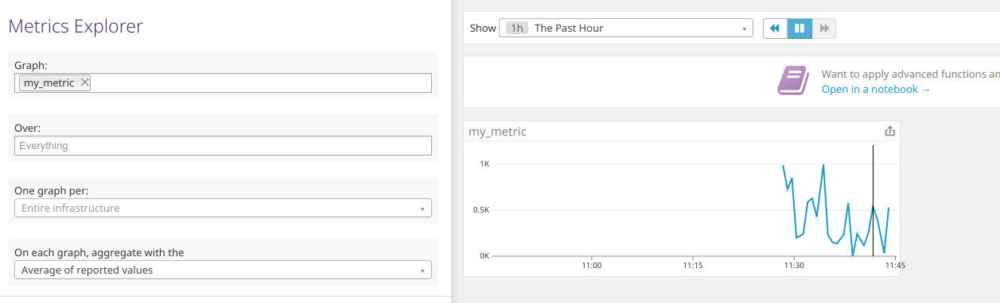 Metrics Explorer
Graph:
my_metric
Over:
Everything
One graph per:
Entire infrastructure
On each graph, aggregate with the
Average of reported values
Show 1h The Past Hour
Want to apply advanced functions an
Open in a notebook →
my_metric
1K
0.5K
0K
11:00 11:15 11:30 11:45